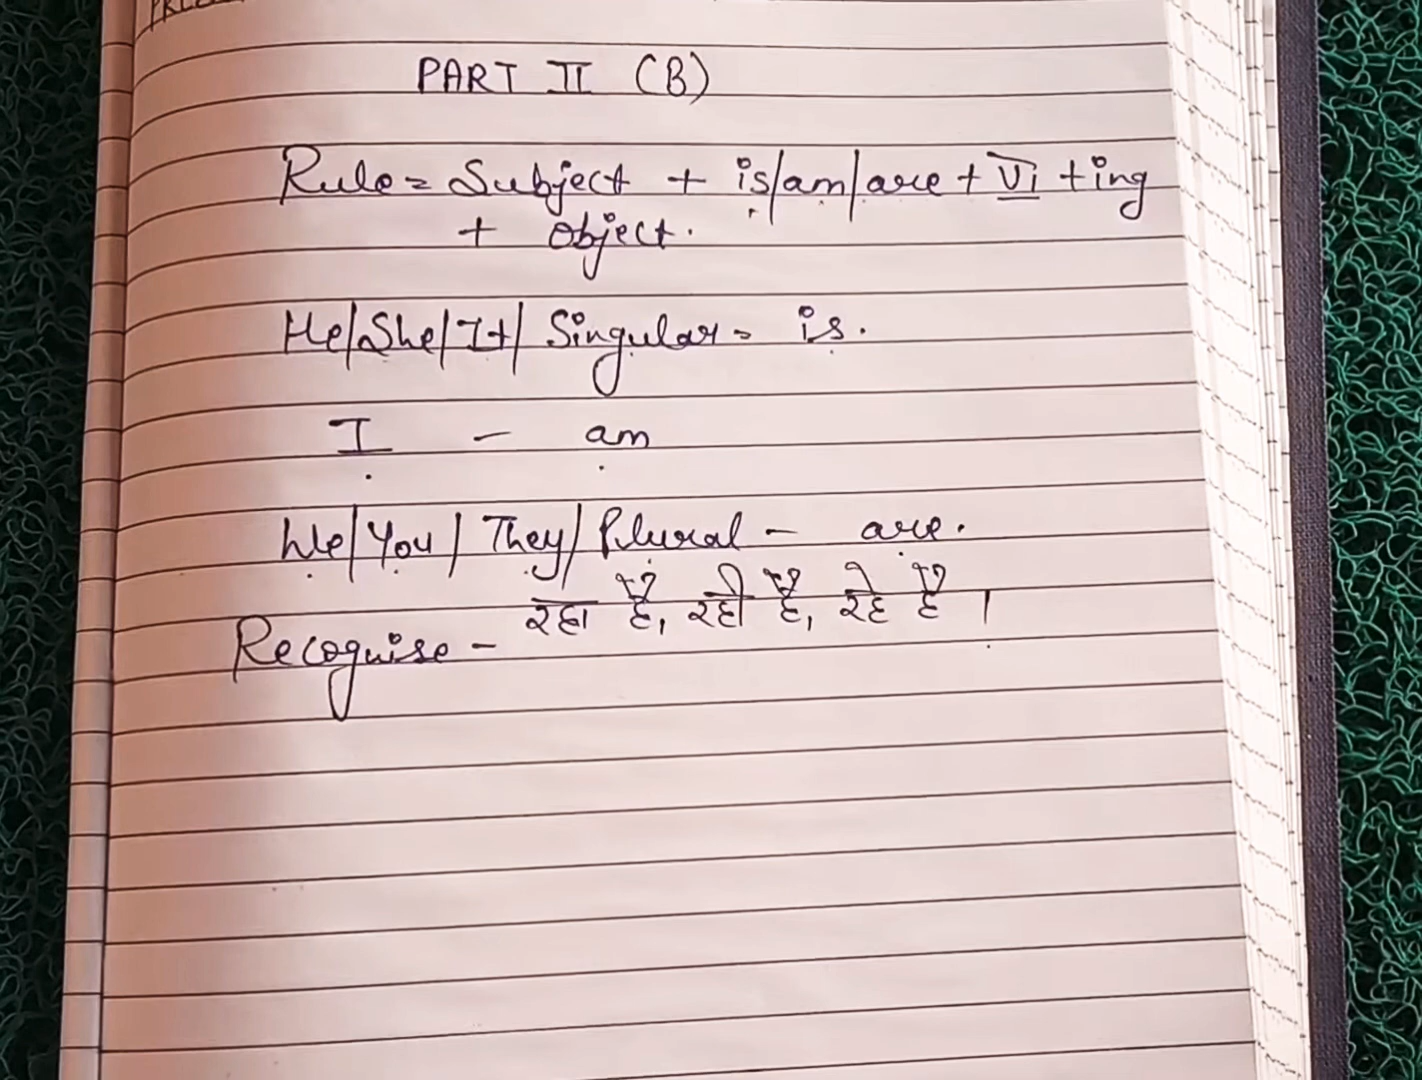 PART II (B)
Rule = Subject + is/am/are + V1 + ing
+ object.
He/She/It/ Singular = is.
I - am
We/You/They/Plural - are.
Recognise - रहा है, रही है, रहे हैं।